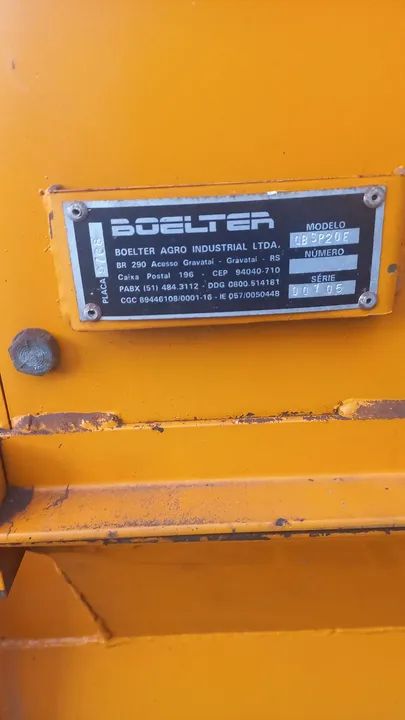 BOELTER
BOELTER AGRO INDUSTRIAL LTDA.
BR 290 Acesso Gravataí - Gravataí - RS
Caixa Postal 196 - CEP 94040-710
PABX (51) 484.3112 - DDG 0800.514181
CGC 89446108/0001-16 - IE 057/0050448
PLACA
MODELO
NÚMERO
SÉRIE
00705